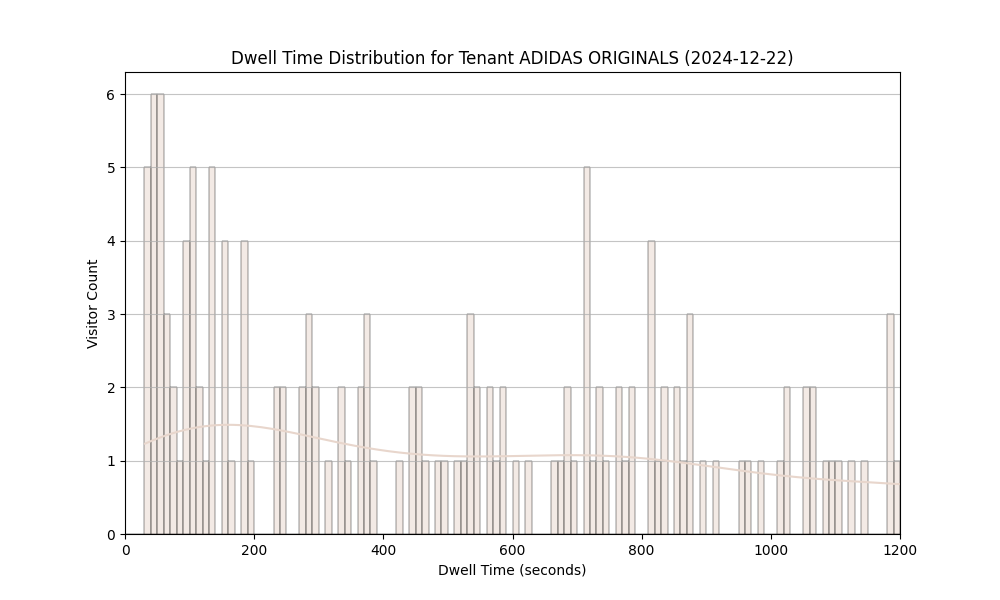 Dwell Time Distribution for Tenant ADIDAS ORIGINALS (2024-12-22)
6
5
4
3
2
1
0
Visitor Count
0 200 400 600 800 1000 1200
Dwell Time (seconds)